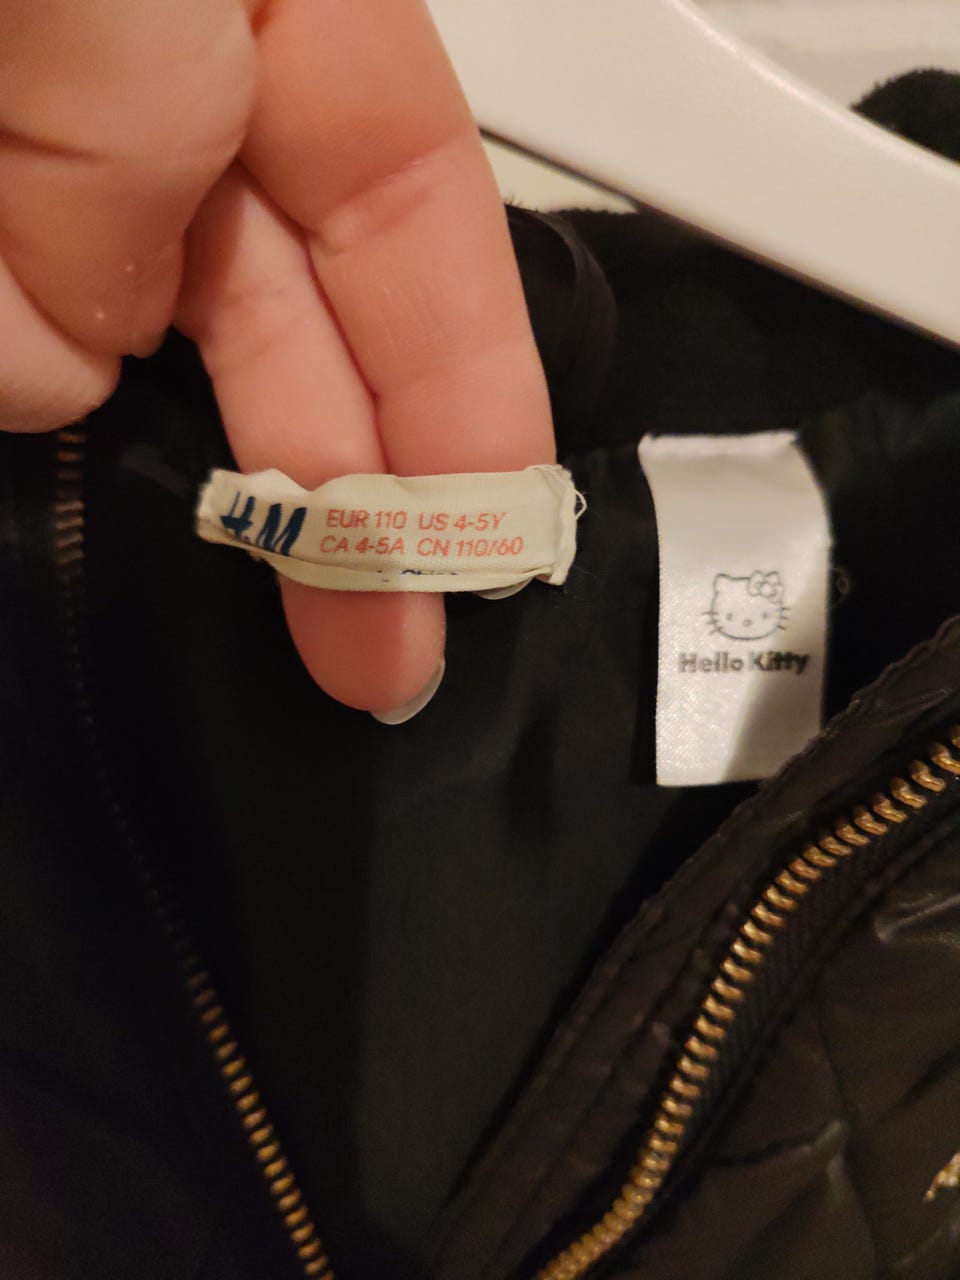 H&M
EUR 110 US 4-5Y
CA 4-5A CN 110/60
Hello Kitty